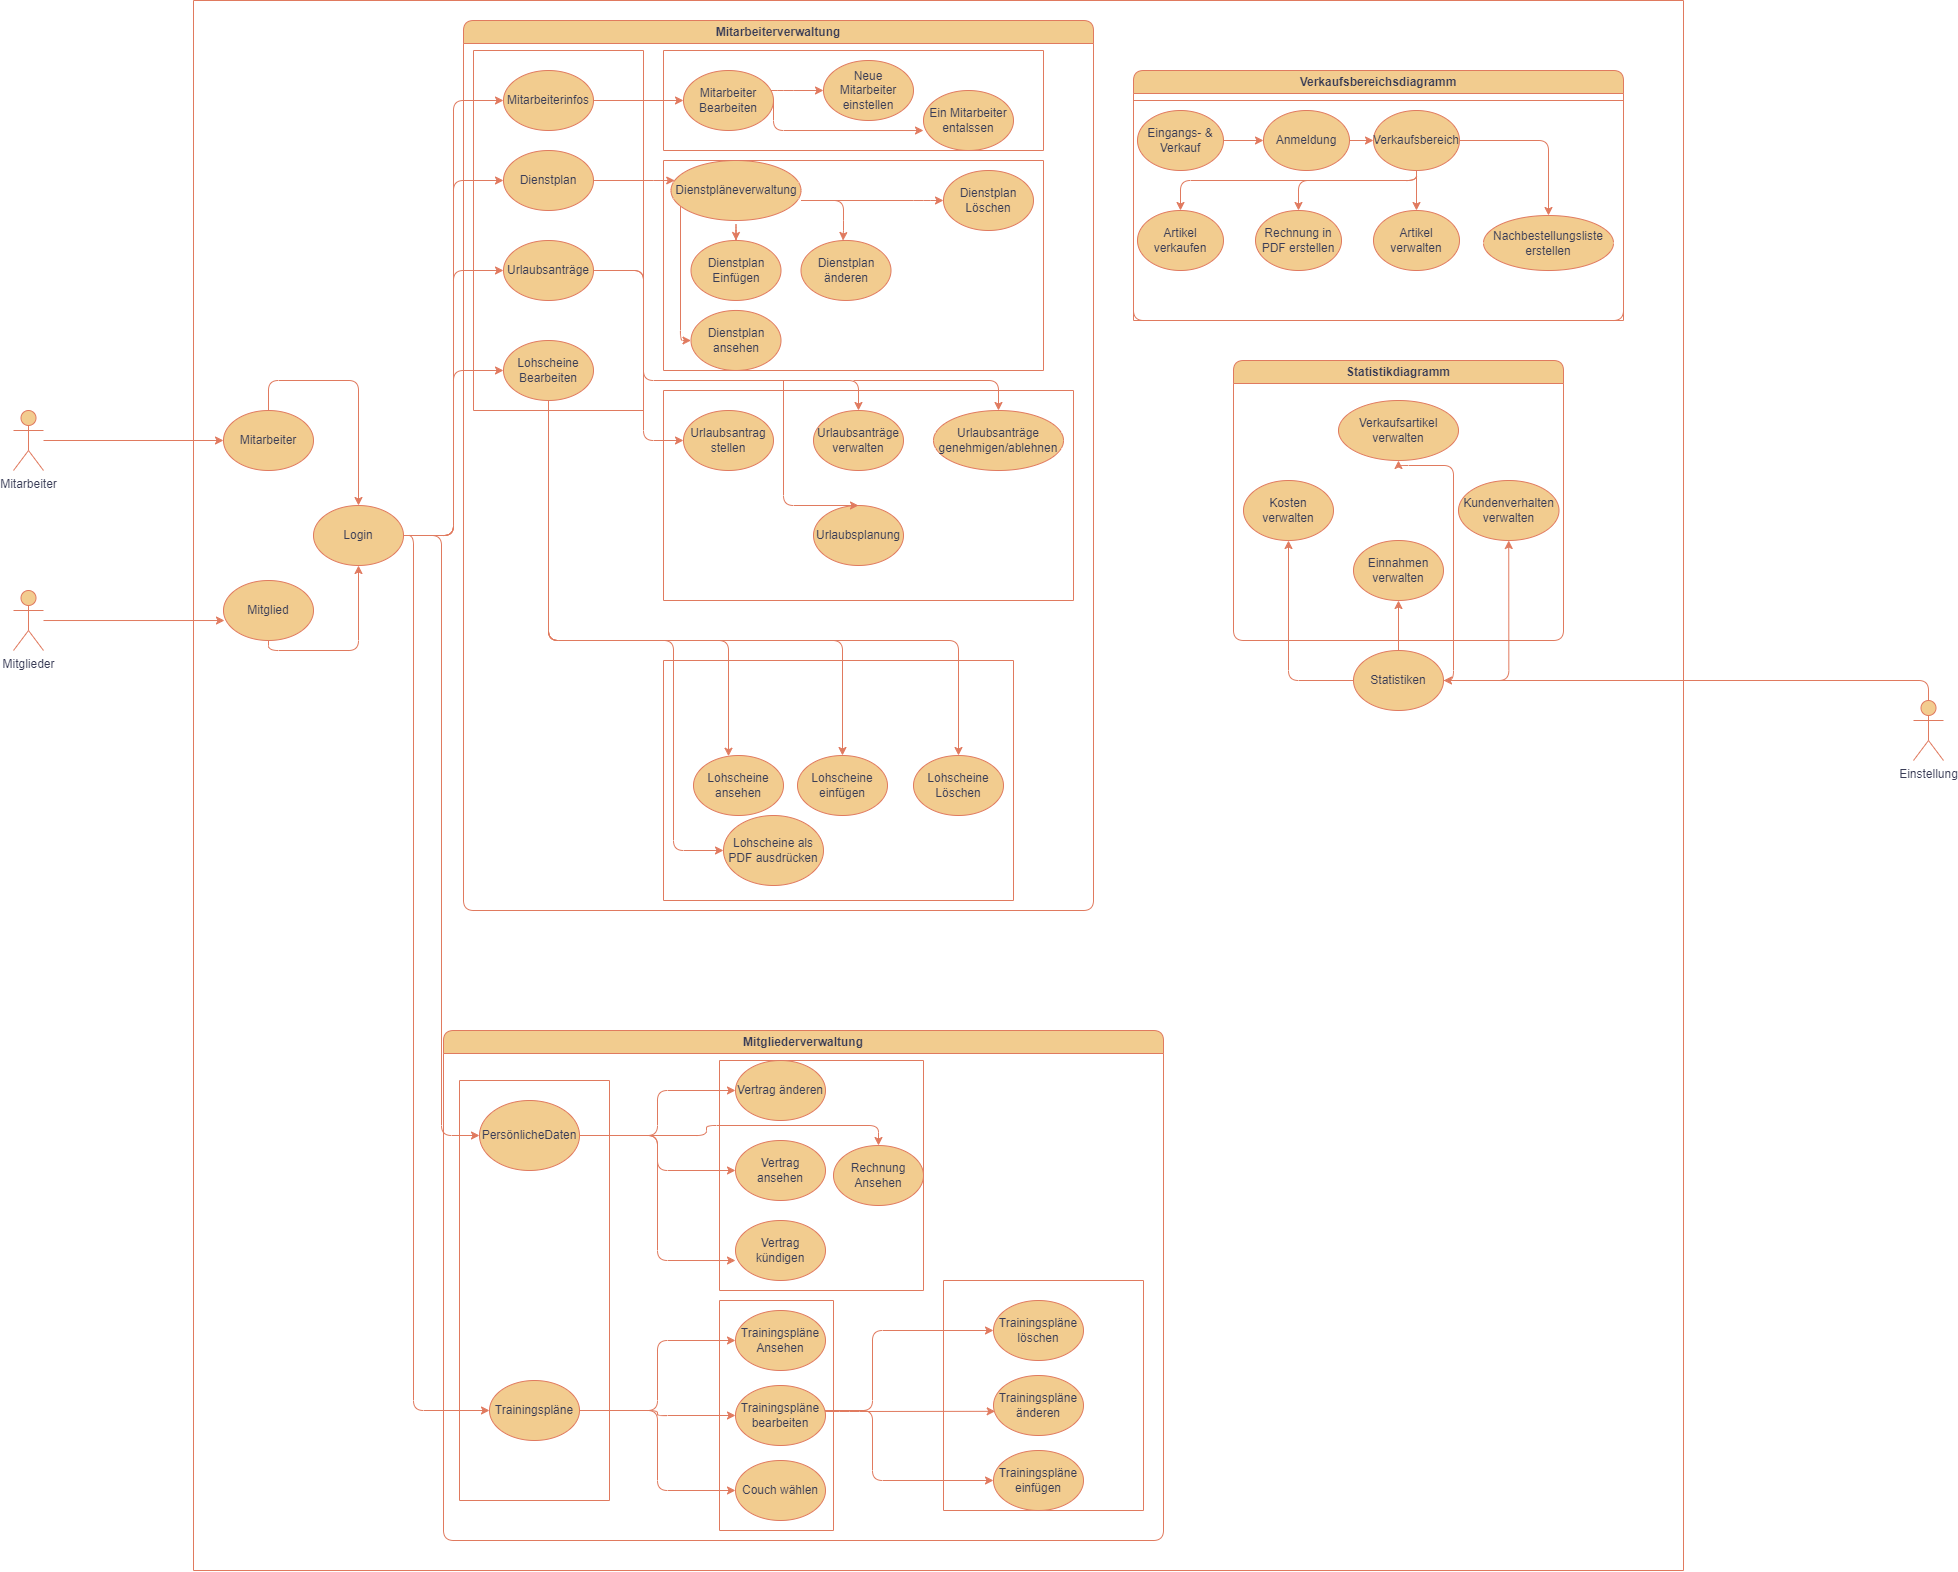 Mitarbeiterverwaltung
Mitarbeiterinfos
Mitarbeiter
Bearbeiten
Neue
Mitarbeiter
einstellen
Ein Mitarbeiter
entalssen
Dienstplan
Dienstpläneverwaltung
Dienstplan
Löschen
Dienstplan
Einfügen
Dienstplan
änderen
Dienstplan
ansehen
Urlaubsanträge
Lohscheine
Bearbeiten
Urlaubsantrag
stellen
Urlaubsanträge
verwalten
Urlaubsanträge
genehmigen/ablehnen
Urlaubsplanung
Lohscheine
ansehen
Lohscheine
einfügen
Lohscheine
Löschen
Lohscheine als
PDF ausdrücken
Verkaufsbereichsdiagramm
Eingangs- &
Verkauf
Anmeldung
Verkaufsbereich
Artikel
verkaufen
Rechnung in
PDF erstellen
Artikel
verwalten
Nachbestellungsliste
erstellen
Statistikdiagramm
Verkaufsartikel
verwalten
Kosten
verwalten
Kundenverhalten
verwalten
Einnahmen
verwalten
Statistiken
Einstellung
Mitarbeiter
Mitarbeiter
Login
Mitglied
Mitglieder
Mitgliederverwaltung
PersönlicheDaten
Vertrag änderen
Vertrag
ansehen
Rechnung
Ansehen
Vertrag
kündigen
Trainingspläne
Trainingspläne
Ansehen
Trainingspläne
bearbeiten
Couch wählen
Trainingspläne
löschen
Trainingspläne
änderen
Trainingspläne
einfügen